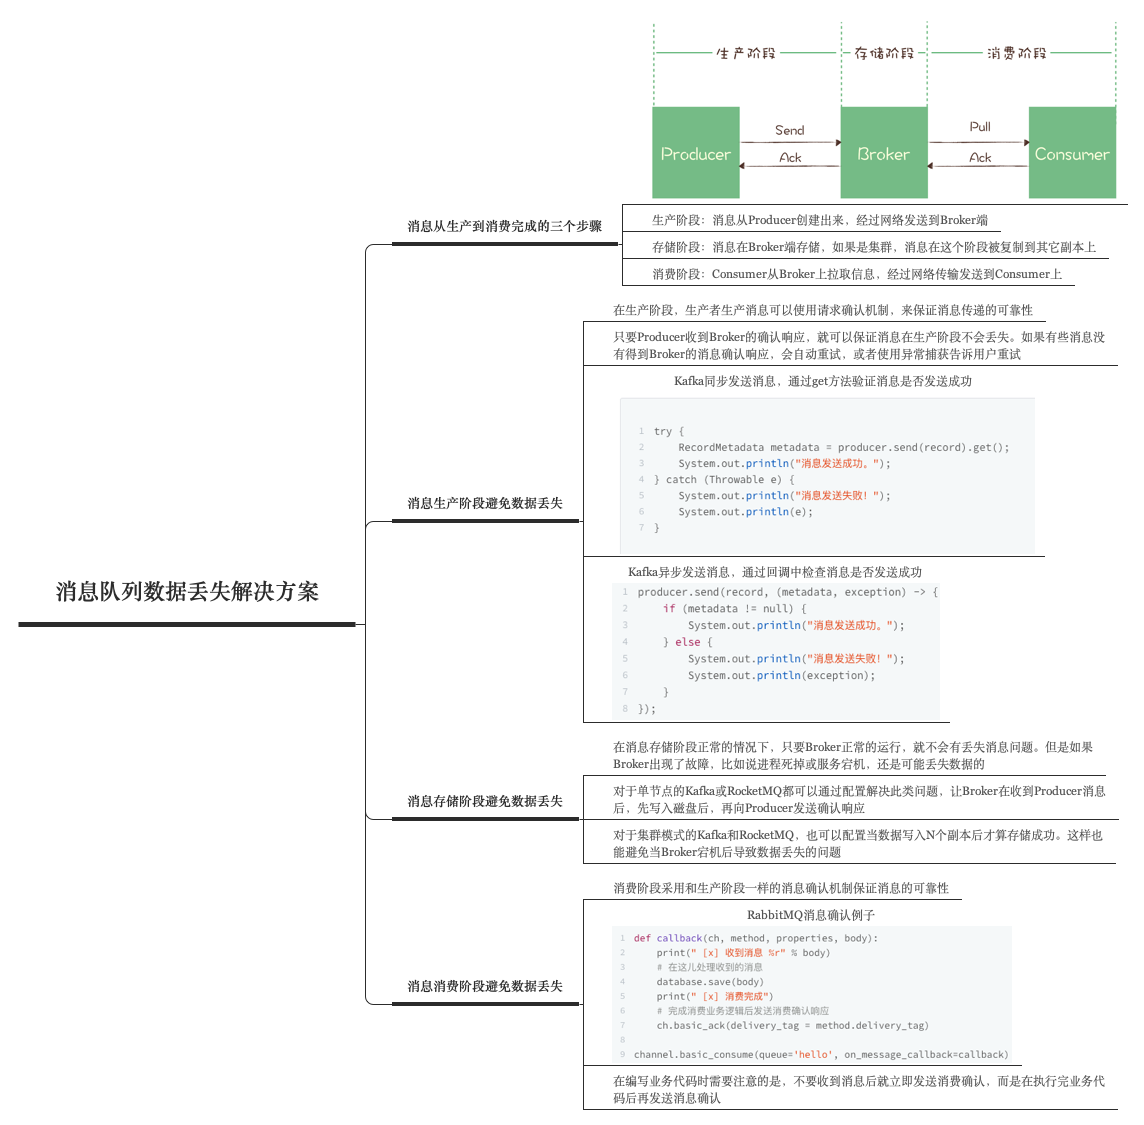 生产阶段 存储阶段 消费阶段
Producer Send Ack Broker Pull Ack Consumer
消息从生产到消费完成的三个步骤
生产阶段：消息从Producer创建出来，经过网络发送到Broker端
存储阶段：消息在Broker端存储，如果是集群，消息在这个阶段被复制到其它副本上
消费阶段：Consumer从Broker上拉取信息，经过网络传输发送到Consumer上
消息队列数据丢失解决方案
消息生产阶段避免数据丢失
在生产阶段，生产者生产消息可以使用请求确认机制，来保证消息传递的可靠性
只要Producer收到Broker的确认响应，就可以保证消息在生产阶段不会丢失。如果有些消息没
有得到Broker的消息确认响应，会自动重试，或者使用异常捕获告诉用户重试
Kafka同步发送消息，通过get方法验证消息是否发送成功
1 try {
2     RecordMetadata metadata = producer.send(record).get();
3     System.out.println("消息发送成功。");
4 } catch (Throwable e) {
5     System.out.println("消息发送失败！");
6     System.out.println(e);
7 }
Kafka异步发送消息，通过回调中检查消息是否发送成功
1 producer.send(record, (metadata, exception) -> {
2     if (metadata != null) {
3         System.out.println("消息发送成功。");
4     } else {
5         System.out.println("消息发送失败！");
6         System.out.println(exception);
7     }
8 });
消息存储阶段避免数据丢失
在消息存储阶段正常的情况下，只要Broker正常的运行，就不会有丢失消息问题。但是如果
Broker出现了故障，比如说进程死掉或服务宕机，还是可能丢失数据的
对于单节点的Kafka或RocketMQ都可以通过配置解决此类问题，让Broker在收到Producer消息
后，先写入磁盘后，再向Producer发送确认响应
对于集群模式的Kafka和RocketMQ，也可以配置当数据写入N个副本后才算存储成功。这样也
能避免当Broker宕机后导致数据丢失的问题
消息消费阶段避免数据丢失
消费阶段采用和生产阶段一样的消息确认机制保证消息的可靠性
RabbitMQ消息确认例子
1 def callback(ch, method, properties, body):
2     print(" [x] 收到消息 %r" % body)
3     # 在这儿处理收到的消息
4     database.save(body)
5     print(" [x] 消费完成")
6     # 完成消费业务逻辑后发送消费确认响应
7     ch.basic_ack(delivery_tag = method.delivery_tag)
8
9 channel.basic_consume(queue='hello', on_message_callback=callback)
在编写业务代码时需要注意的是，不要收到消息后就立即发送消费确认，而是在执行完业务代
码后再发送消息确认